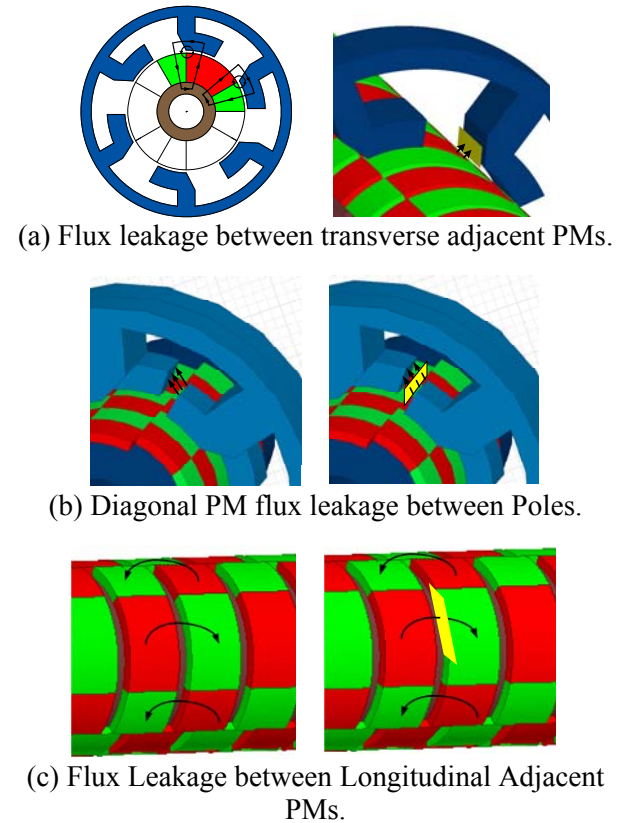 (a) Flux leakage between transverse adjacent PMs.
(b) Diagonal PM flux leakage between Poles.
(c) Flux Leakage between Longitudinal Adjacent
PMs.